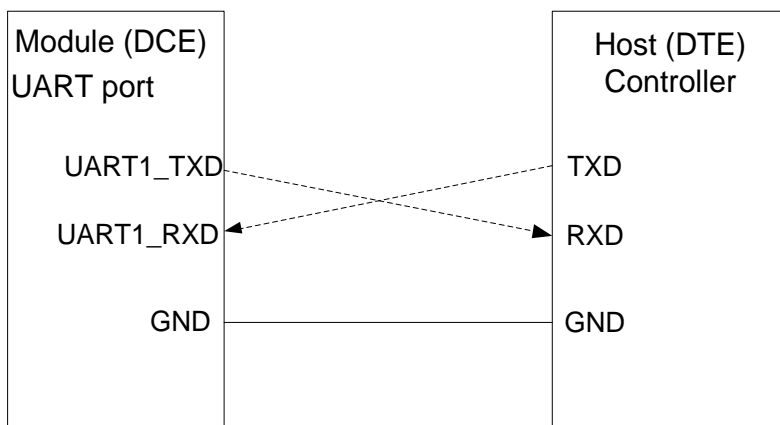 Module (DCE)
UART port
UART1_TXD
UART1_RXD
GND
Host (DTE)
Controller
TXD
RXD
GND